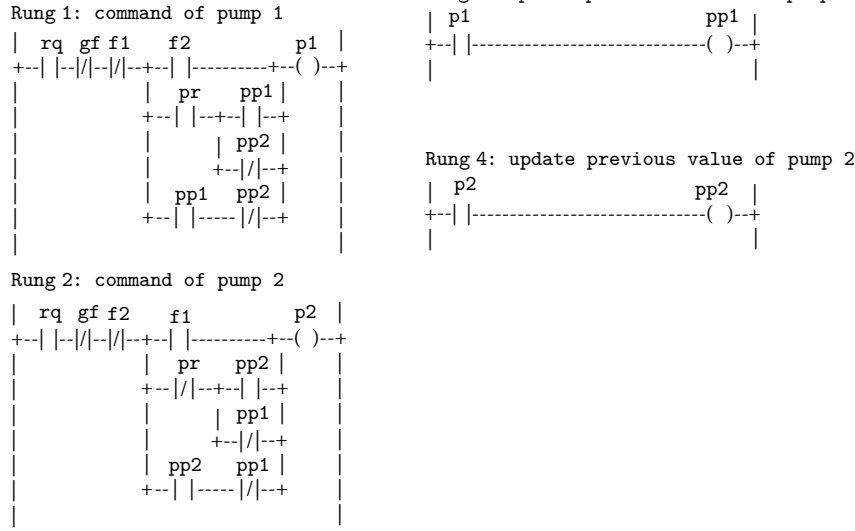 Rung 1: command of pump 1
rq gf f1 f2 p1
pr pp1
pp2
pp1 pp2
Rung 2: command of pump 2
rq gf f2 f1 p2
pr pp2
pp1
pp2 pp1
p1 pp1
Rung 4: update previous value of pump 2
p2 pp2